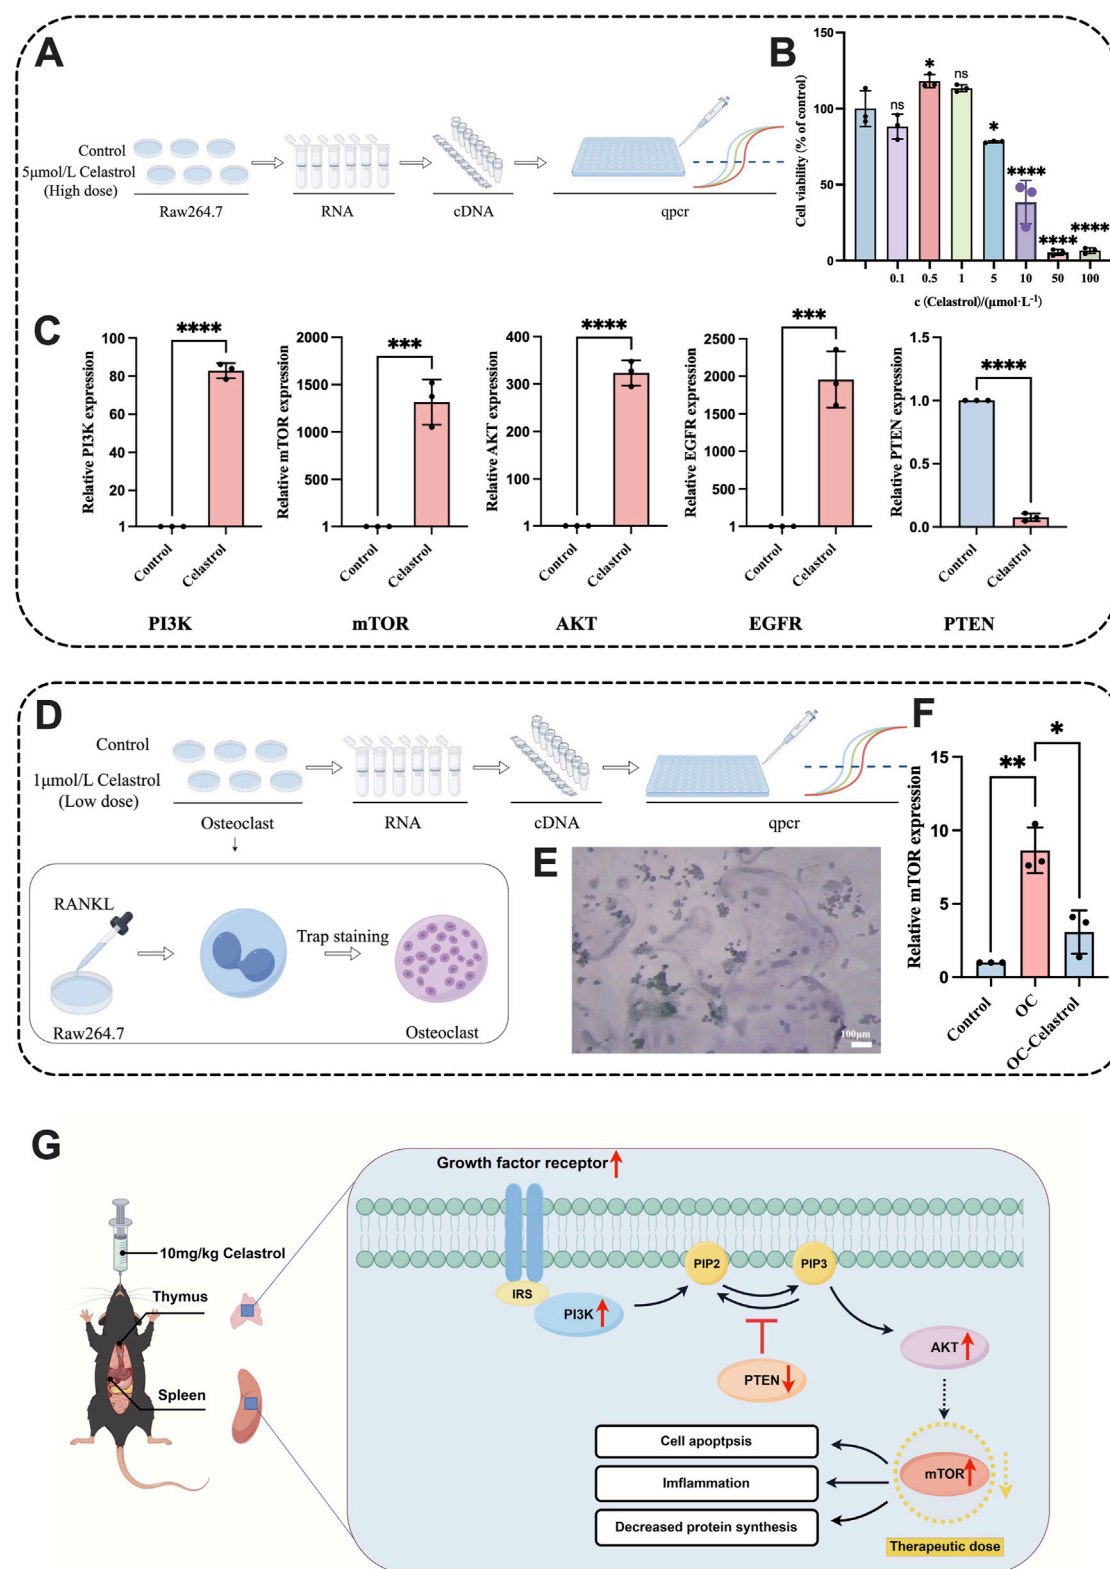 A
Control
5μmol/L Celastrol
(High dose)
Raw264.7
RNA
cDNA
qpcr
B
Cell viability (% of control)
150
100
50
0
ns
*
ns
*
****
****
****
0.1
0.5
1
5
10
50
100
c (Celastrol)/(μmol·L⁻¹)
C
Relative PI3K expression
100
80
60
40
20
1
****
Control
Celastrol
PI3K
Relative mTOR expression
2000
1500
1000
500
1
***
Control
Celastrol
mTOR
Relative AKT expression
400
300
200
100
1
****
Control
Celastrol
AKT
Relative EGFR expression
2500
2000
1500
1000
500
1
***
Control
Celastrol
EGFR
Relative PTEN expression
1.5
1.0
0.5
0.0
****
Control
Celastrol
PTEN
D
Control
1μmol/L Celastrol
(Low dose)
Osteoclast
RNA
cDNA
qpcr
RANKL
Raw264.7
Trap staining
Osteoclast
E
100μm
F
Relative mTOR expression
15
10
5
0
**
*
Control
OC
OC-Celastrol
G
10mg/kg Celastrol
Thymus
Spleen
Growth factor receptor
IRS
PI3K
PIP2
PIP3
PTEN
AKT
mTOR
Cell apoptpsis
Imflammation
Decreased protein synthesis
Therapeutic dose